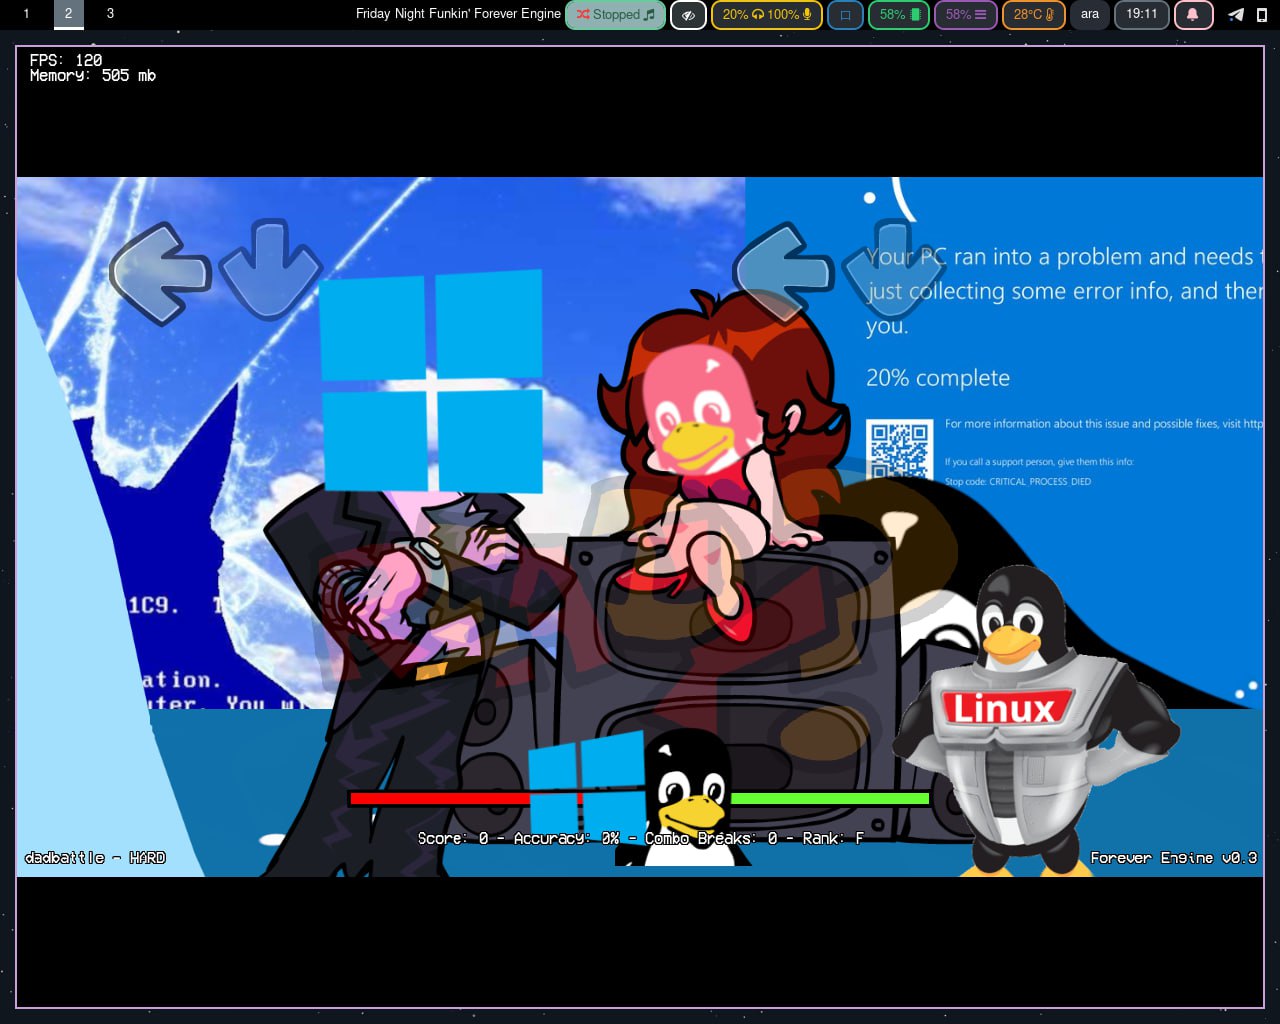 1 2 3 Friday Night Funkin' Forever Engine Stopped 20% 100% 58% 58% 28°C ara 19:11
FPS: 120
Memory: 505 mb
:(
Your PC ran into a problem and needs t
just collecting some error info, and then
you.
20% complete
For more information about this issue and possible fixes, visit http
If you call a support person, give them this info:
Stop code: CRITICAL_PROCESS_DIED
1C9. T
ation.
uter. You wi
Linux
Score: 0 - Accuracy: 0% - Combo Breaks: 0 - Rank: F
dadbattle - HARD
Forever Engine v0.3